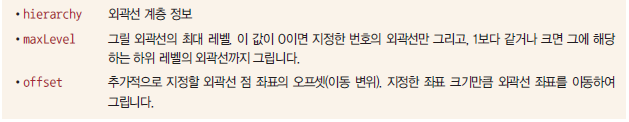 • hierarchy 외곽선 계층 정보
• maxLevel 그릴 외곽선의 최대 레벨. 이 값이 0이면 지정한 번호의 외곽선만 그리고, 1보다 같거나 크면 그에 해당
하는 하위 레벨의 외곽선까지 그립니다.
• offset 추가적으로 지정할 외곽선 점 좌표의 오프셋(이동 변위). 지정한 좌표 크기만큼 외곽선 좌표를 이동하여
그립니다.